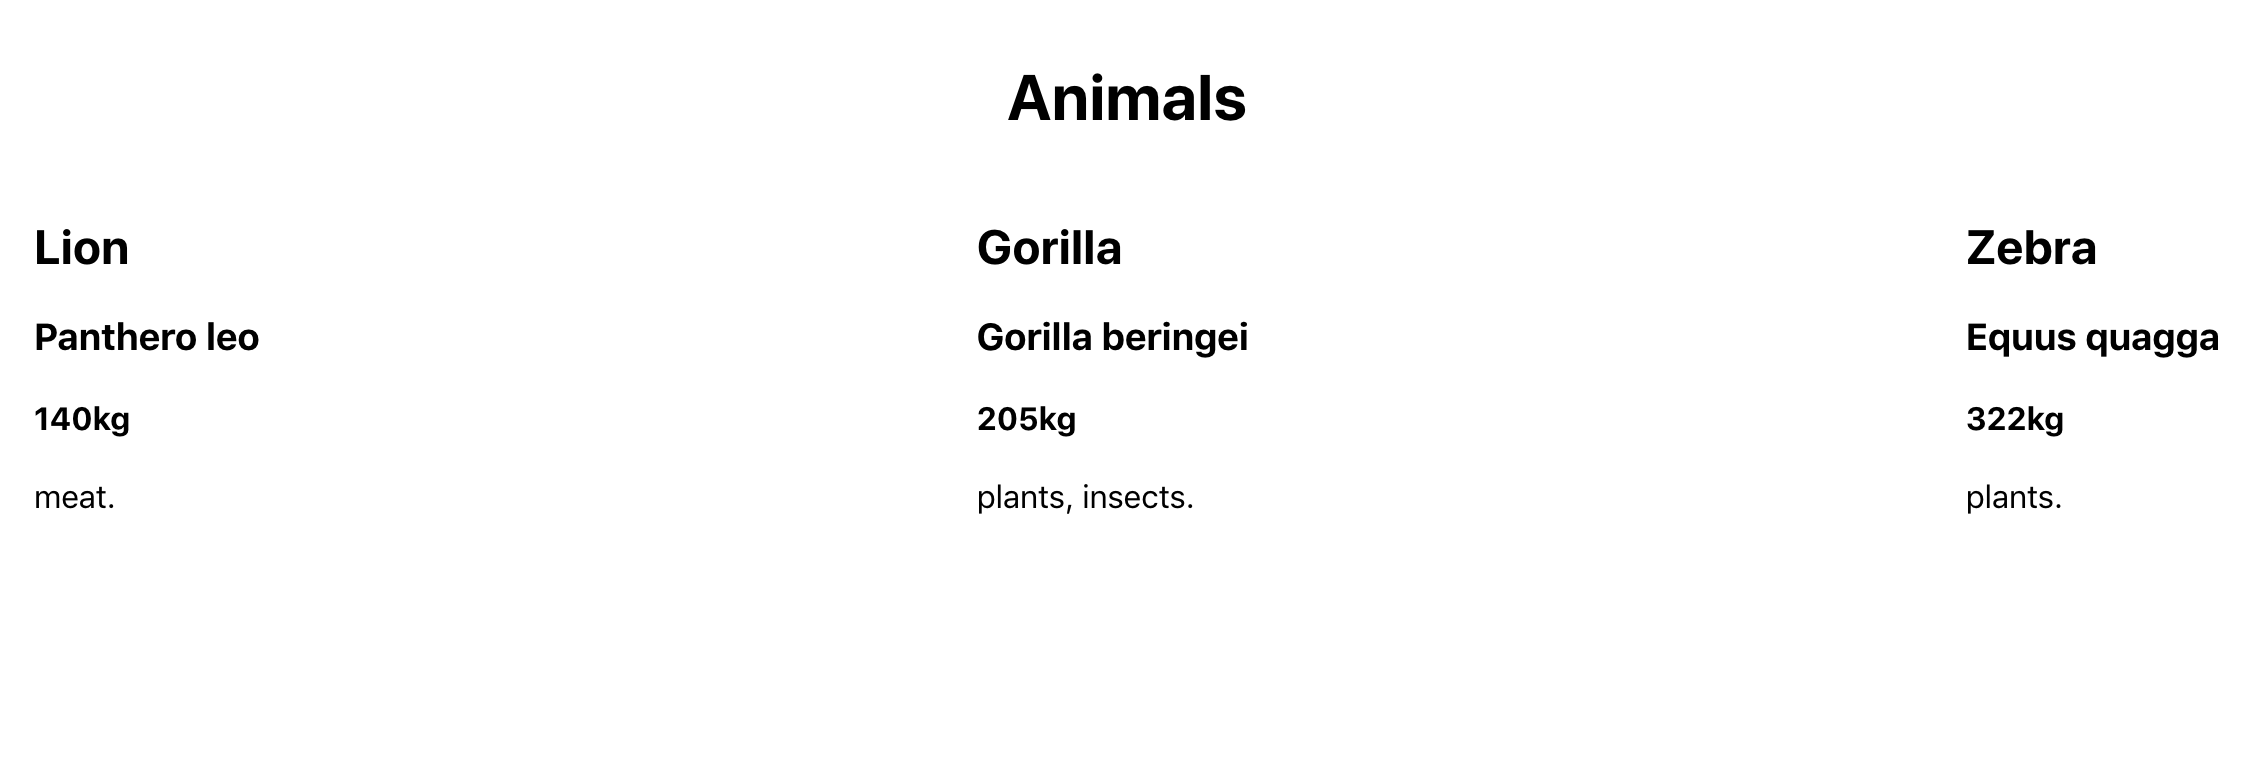 Animals
Lion
Panthero leo
140kg
meat.
Gorilla
Gorilla beringei
205kg
plants, insects.
Zebra
Equus quagga
322kg
plants.